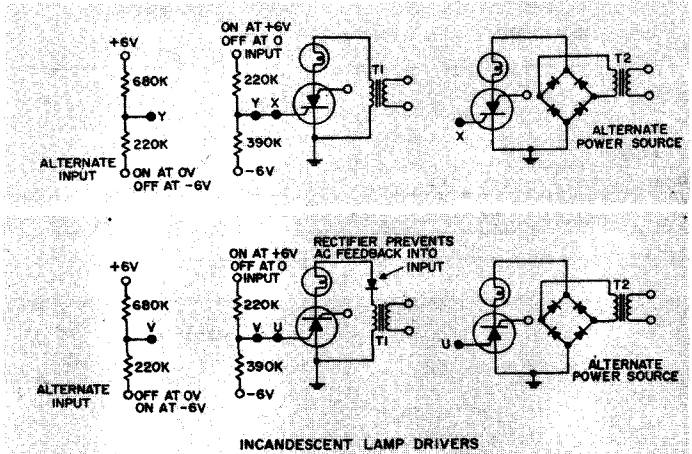 +6V
680K
Y
220K
ALTERNATE
INPUT
ON AT 0V
OFF AT -6V
ON AT +6V
OFF AT 0
INPUT
220K
Y X
390K
-6V
T1
T2
X
ALTERNATE
POWER SOURCE
+6V
680K
V
220K
ALTERNATE
INPUT
OFF AT 0V
ON AT -6V
ON AT +6V
OFF AT 0
INPUT
220K
V U
390K
-6V
RECTIFIER PREVENTS
AC FEEDBACK INTO
INPUT
T1
T2
U
ALTERNATE
POWER SOURCE
INCANDESCENT LAMP DRIVERS